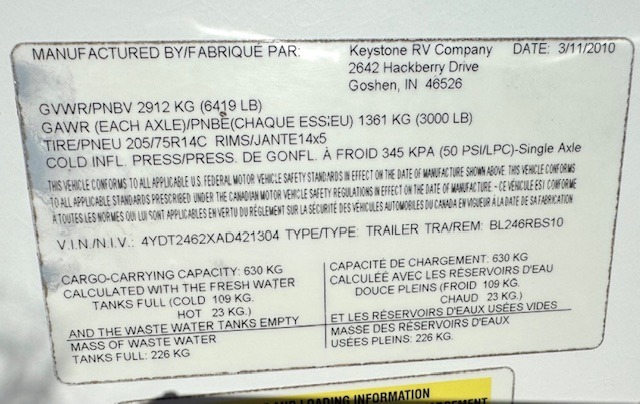 MANUFACTURED BY/FABRIQUÉ PAR: Keystone RV Company DATE: 3/11/2010
2642 Hackberry Drive
Goshen, IN 46526
GVWR/PNBV 2912 KG (6419 LB)
GAWR (EACH AXLE)/PNBE(CHAQUE ESSIEU) 1361 KG (3000 LB)
TIRE/PNEU 205/75R14C RIMS/JANTE14x5
COLD INFL. PRESS/PRESS. DE GONFL. À FROID 345 KPA (50 PSI/LPC)-Single Axle
THIS VEHICLE CONFORMS TO ALL APPLICABLE U.S. FEDERAL MOTOR VEHICLE SAFETY STANDARDS IN EFFECT ON THE DATE OF MANUFACTURE SHOWN ABOVE. THIS VEHICLE CONFORMS
TO ALL APPLICABLE STANDARDS PRESCRIBED UNDER THE CANADIAN MOTOR VEHICLE SAFETY REGULATIONS IN EFFECT ON THE DATE OF MANUFACTURE - CE VÉHICULE EST CONFORME
A TOUTES LES NORMES QUI LUI SONT APPLICABLES EN VERTU DU RÈGLEMENT SUR LA SÉCURITÉ DES VÉHICULES AUTOMOBILES DU CANADA EN VIGUEUR À LA DATE DE SA FABRICATION
V.I.N./N.I.V.: 4YDT2462XAD421304 TYPE/TYPE: TRAILER TRA/REM: BL246RBS10
CARGO-CARRYING CAPACITY: 630 KG
CALCULATED WITH THE FRESH WATER
TANKS FULL (COLD 109 KG.
HOT 23 KG.)
AND THE WASTE WATER TANKS EMPTY
MASS OF WASTE WATER
TANKS FULL: 226 KG
CAPACITÉ DE CHARGEMENT: 630 KG
CALCULÉE AVEC LES RÉSERVOIRS D'EAU
DOUCE PLEINS (FROID 109 KG.
CHAUD 23 KG.)
ET LES RÉSERVOIRS D'EAUX USÉES VIDES
MASSE DES RÉSERVOIRS D'EAUX
USÉES PLEINS: 226 KG.
LOADING INFORMATION